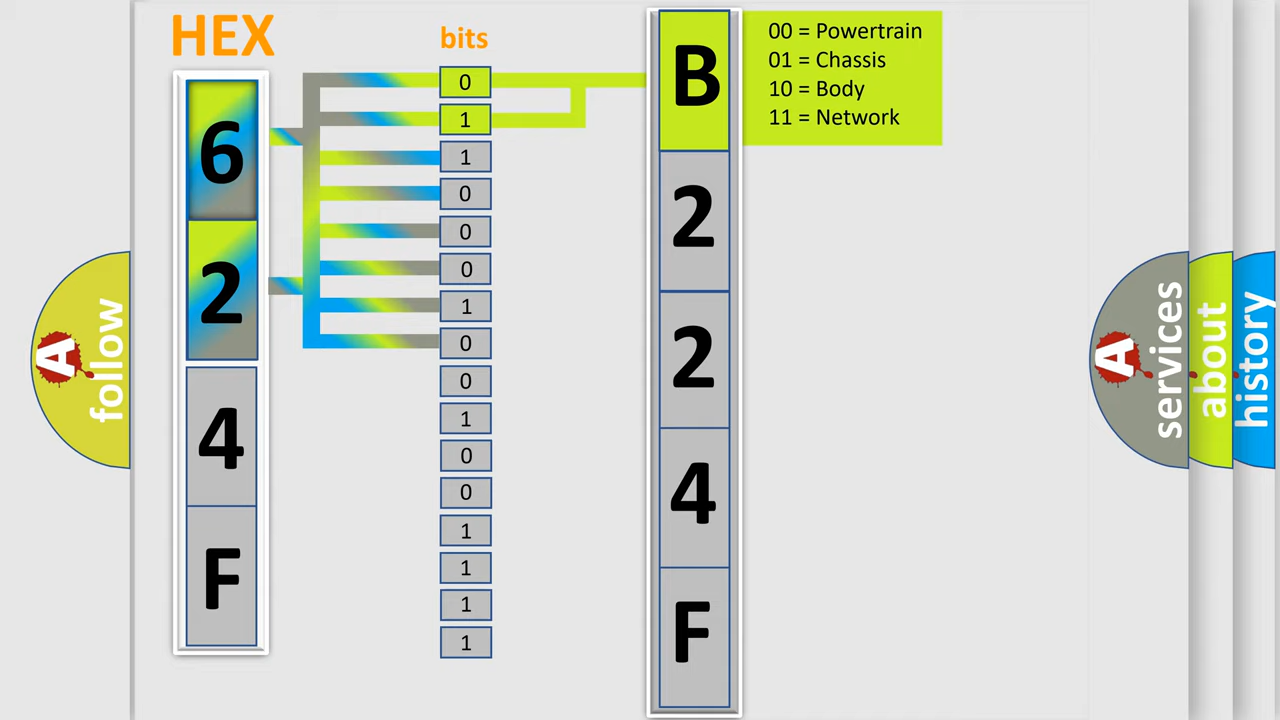 HEX
bits
6
2
4
F
0
1
1
0
0
0
1
0
0
1
0
0
1
1
1
1
B
2
2
4
F
00 = Powertrain
01 = Chassis
10 = Body
11 = Network
A
follow
A
services
about
history